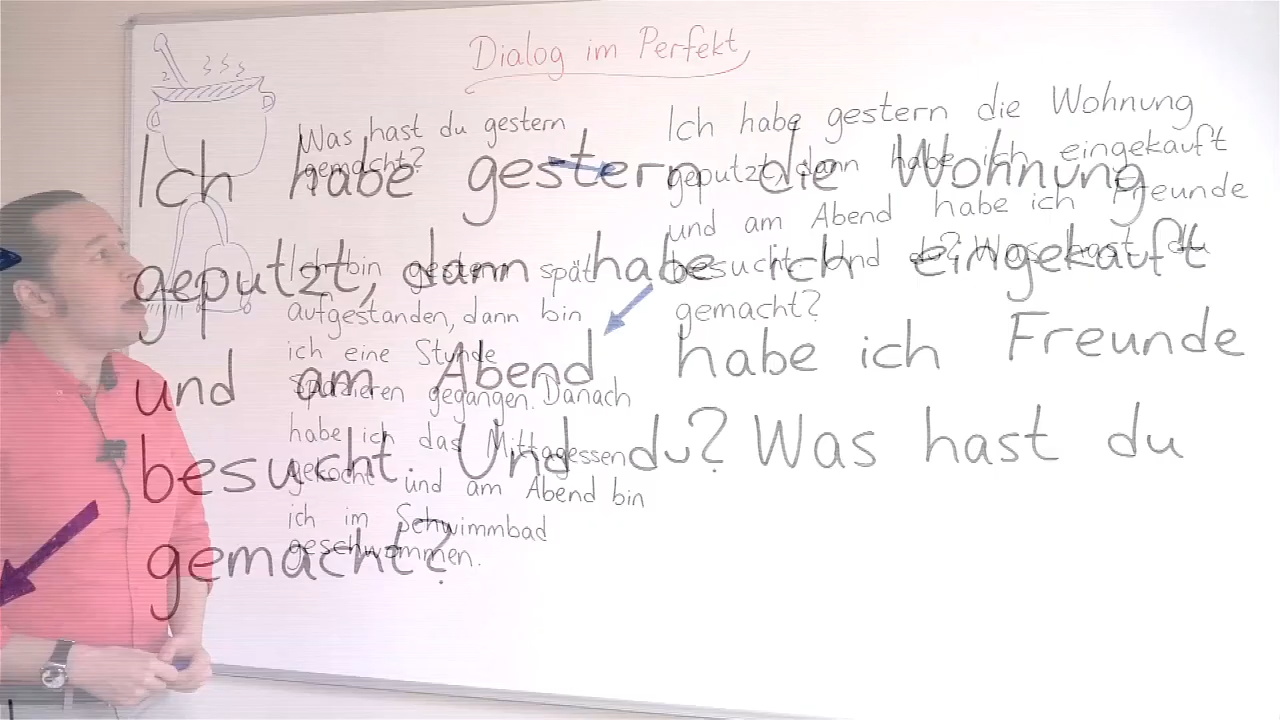 Dialog im Perfekt
Was hast du gestern
gemacht?
Ich habe gestern die Wohnung
geputzt, dann habe ich eingekauft
und am Abend habe ich Freunde
besucht. Und du? Was hast du
gemacht?
Ich bin gestern spät
aufgestanden, dann bin
ich eine Stunde
spazieren gegangen. Danach
habe ich das Mittagessen
gekocht und am Abend bin
ich im Schwimmbad
geschwommen.
Ich habe gestern die Wohnung
geputzt, dann habe ich eingekauft
und am Abend habe ich Freunde
besucht. Und du? Was hast du
gemacht?